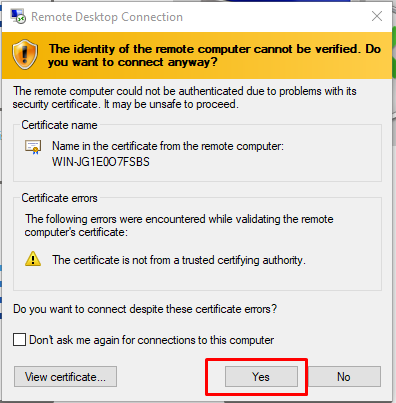 Remote Desktop Connection
The identity of the remote computer cannot be verified. Do
you want to connect anyway?
The remote computer could not be authenticated due to problems with its
security certificate. It may be unsafe to proceed.
Certificate name
Name in the certificate from the remote computer:
WIN-JG1E0O7FSBS
Certificate errors
The following errors were encountered while validating the remote
computer's certificate:
The certificate is not from a trusted certifying authority.
Do you want to connect despite these certificate errors?
Don't ask me again for connections to this computer
View certificate... Yes No